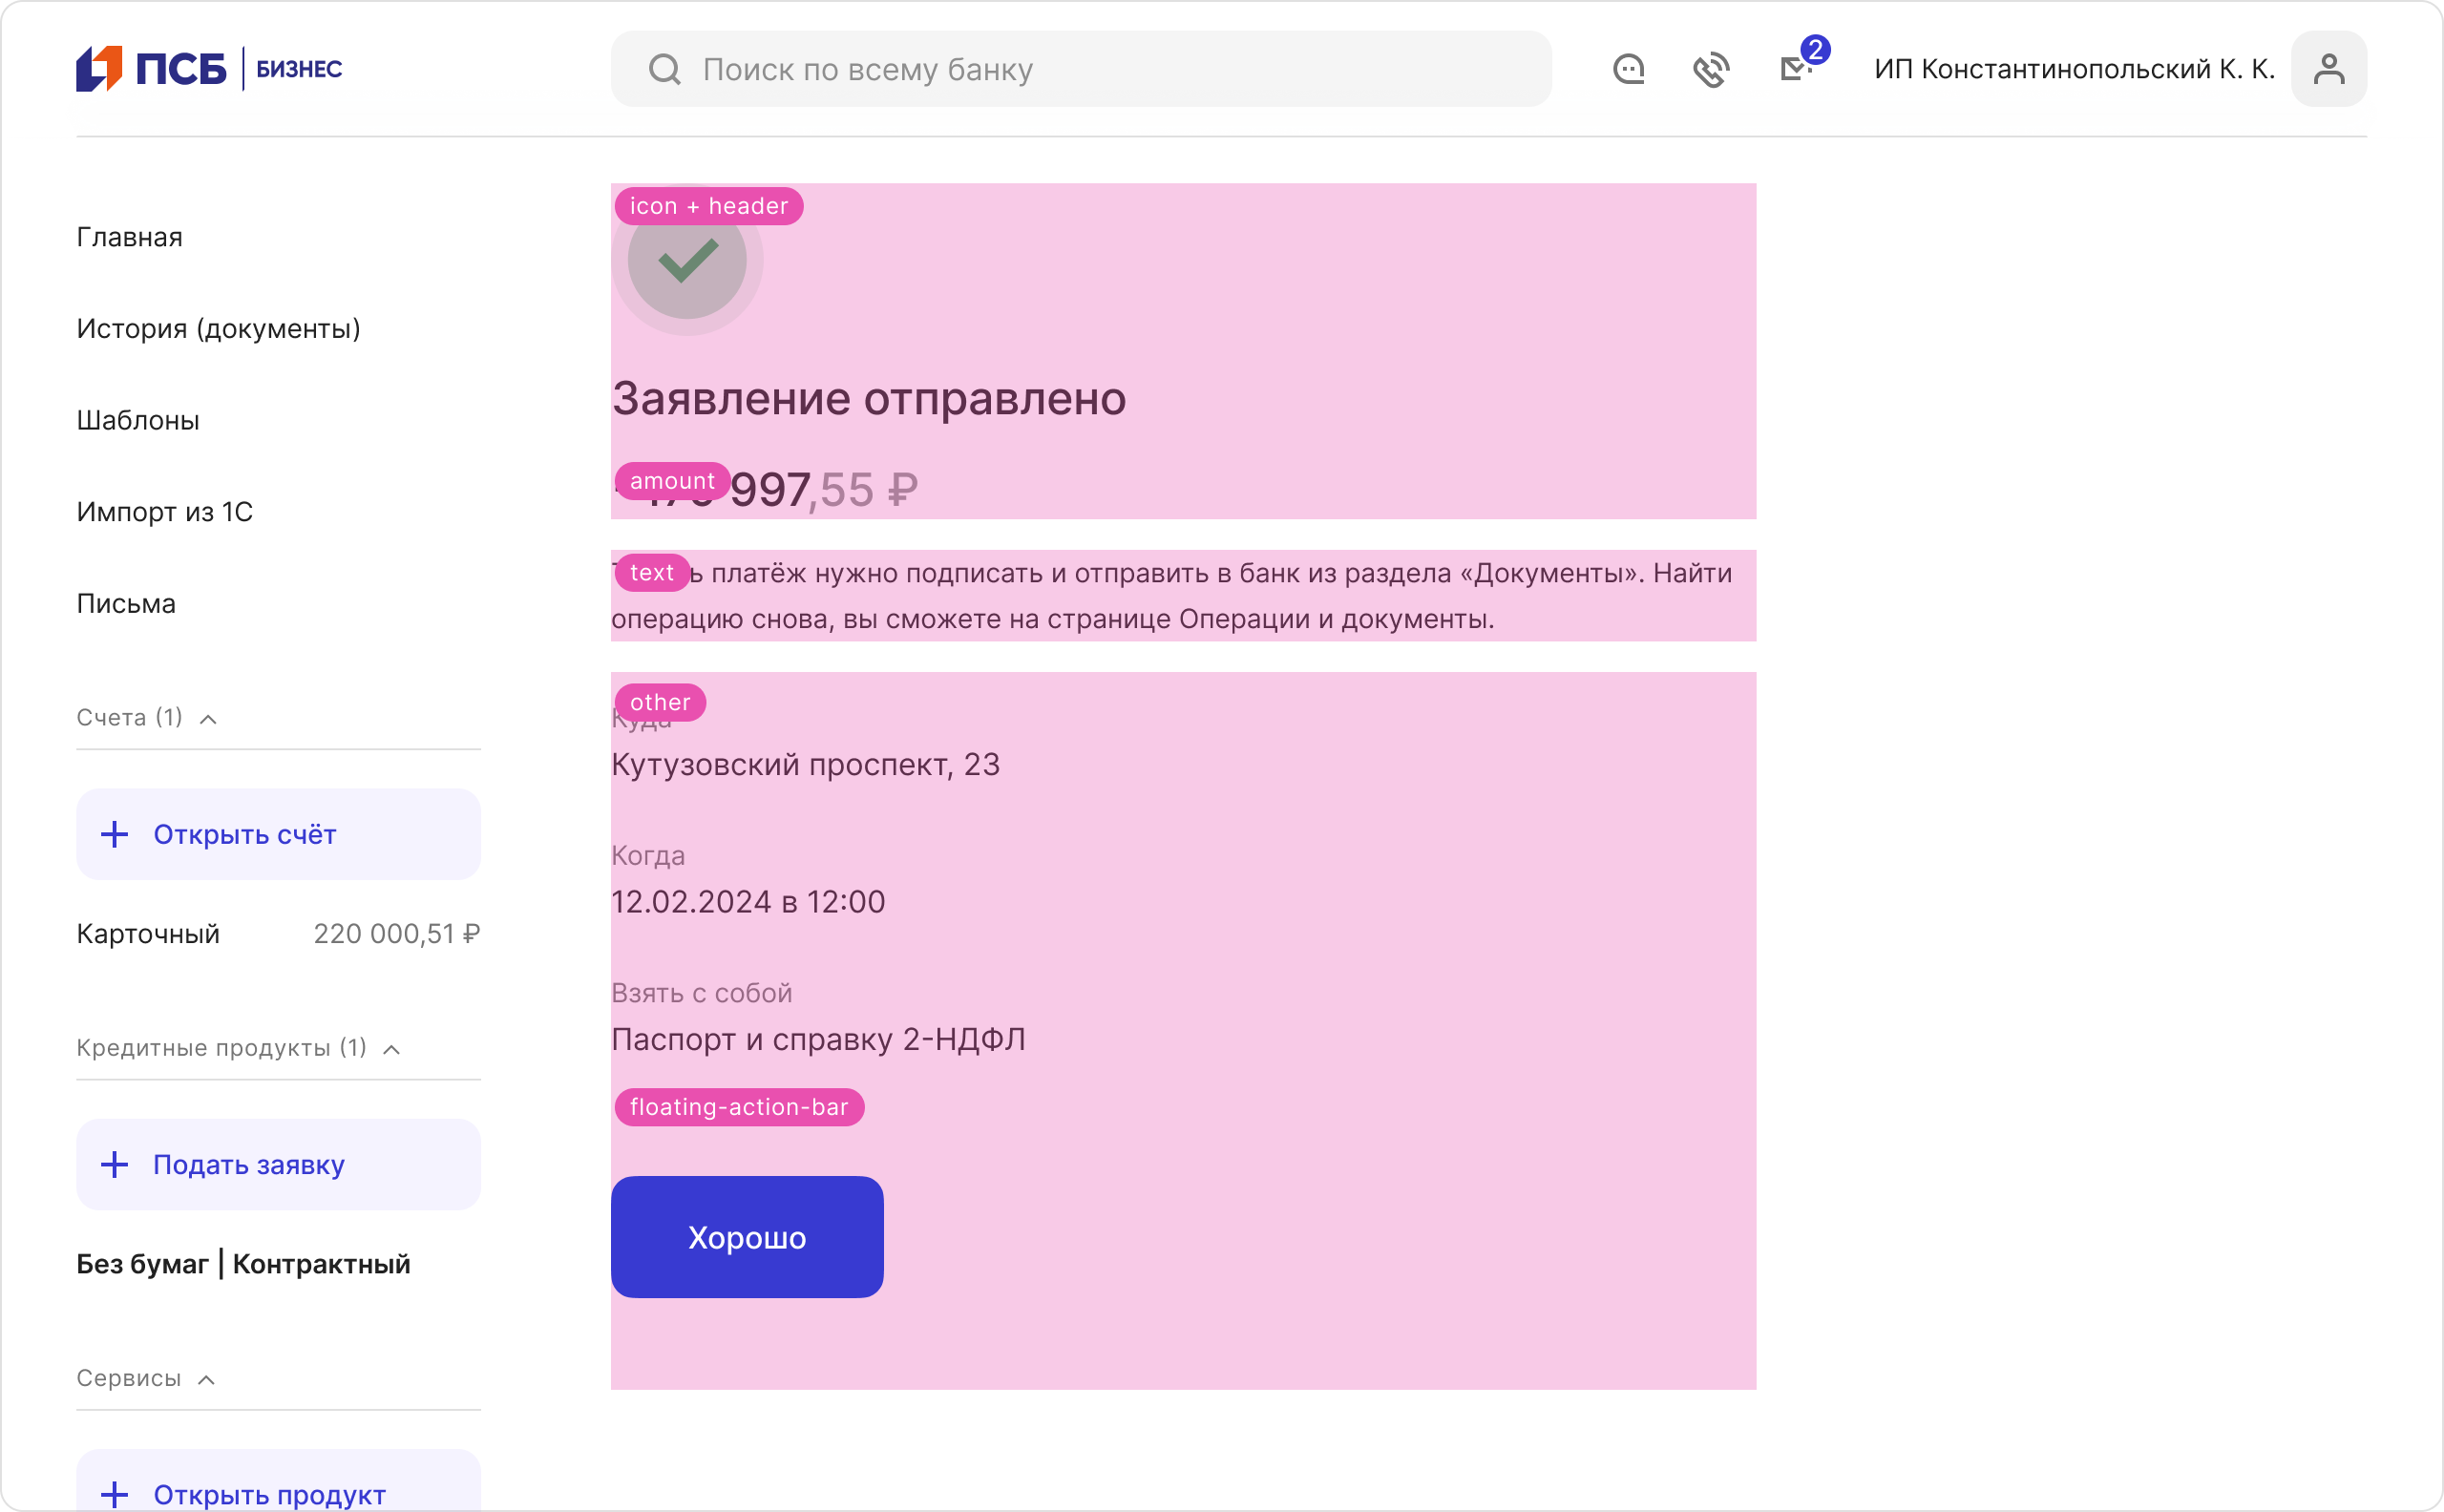 ПСБ БИЗНЕС
Поиск по всему банку
2
ИП Константинопольский К. К.
Главная
История (документы)
Шаблоны
Импорт из 1С
Письма
Счета (1)
Открыть счёт
Карточный 220 000,51 ₽
Кредитные продукты (1)
Подать заявку
Без бумаг | Контрактный
Сервисы
Открыть продукт
icon + header
Заявление отправлено
amount
997,55 ₽
text
платёж нужно подписать и отправить в банк из раздела «Документы». Найти
операцию снова, вы сможете на странице Операции и документы.
other
Куда
Кутузовский проспект, 23
Когда
12.02.2024 в 12:00
Взять с собой
Паспорт и справку 2-НДФЛ
floating-action-bar
Хорошо